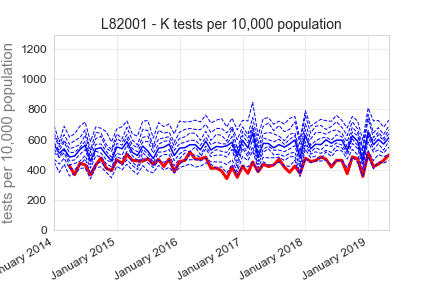 L82001 - K tests per 10,000 population
tests per 10,000 population
1200
1000
800
600
400
200
0
nuary 2014
January 2015
January 2016
January 2017
January 2018
January 2019